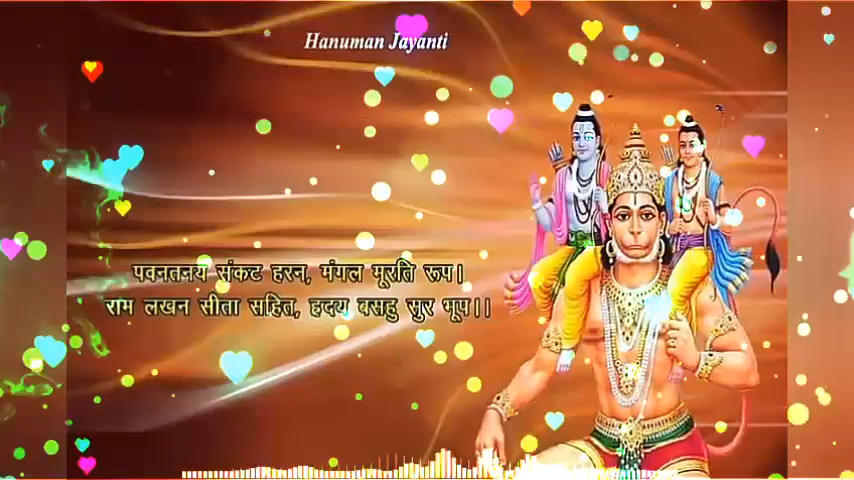 Hanuman Jayanti
पवनतनय संकट हरन, मंगल मूरति रूप।
राम लखन सीता सहित, हृदय बसहु सुर भूप।।